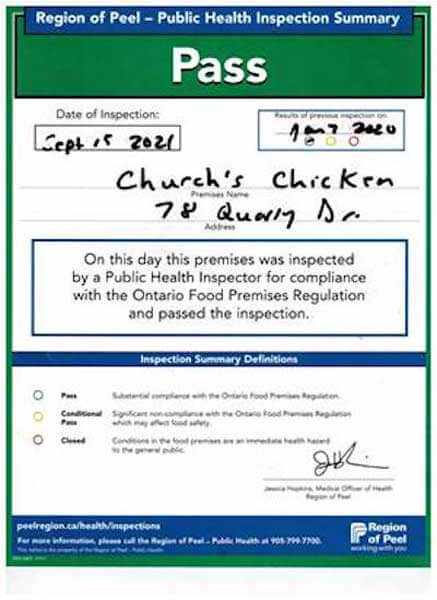 Region of Peel – Public Health Inspection Summary
Pass
Date of Inspection:
Sept 15 2021
Results of previous inspection on:
Jan 7 2020
Church's Chicken
Premises Name
78 Quarry Dr.
Address
On this day this premises was inspected
by a Public Health Inspector for compliance
with the Ontario Food Premises Regulation
and passed the inspection.
Inspection Summary Definitions
Pass Substantial compliance with the Ontario Food Premises Regulation.
Conditional Pass Significant non-compliance with the Ontario Food Premises Regulation
which may affect food safety.
Closed Conditions in the food premises are an immediate health hazard
to the general public.
Jessica Hopkins, Medical Officer of Health
Region of Peel
peelregion.ca/health/inspections
For more information, please call the Region of Peel – Public Health at 905-799-7700.
This notice is the property of the Region of Peel - Public Health
Region
of Peel
working with you